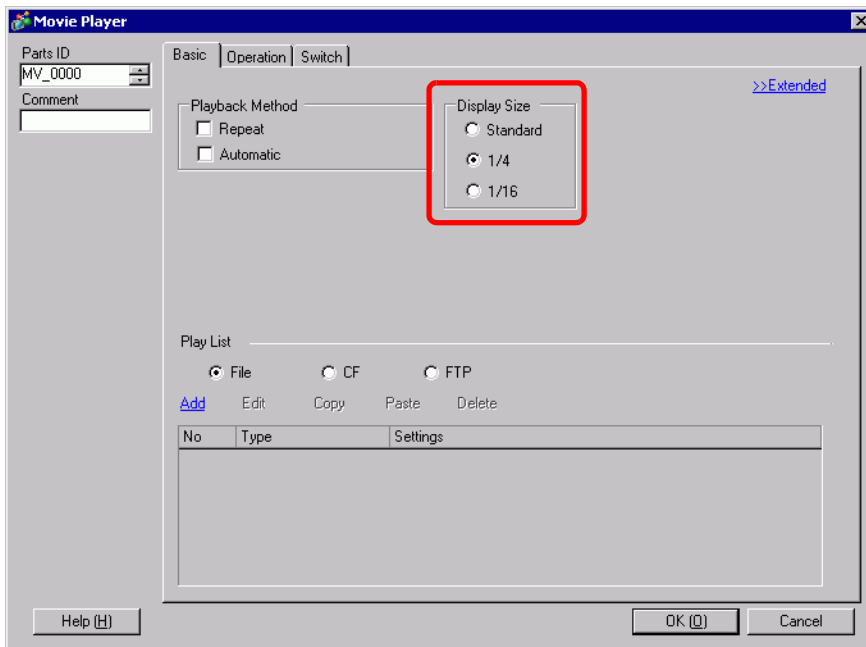 Movie Player
Parts ID
MV_0000
Comment
Basic Operation Switch
>>Extended
Playback Method
Repeat
Automatic
Display Size
Standard
1/4
1/16
Play List
File CF FTP
Add Edit Copy Paste Delete
No Type Settings
Help (H) OK (O) Cancel